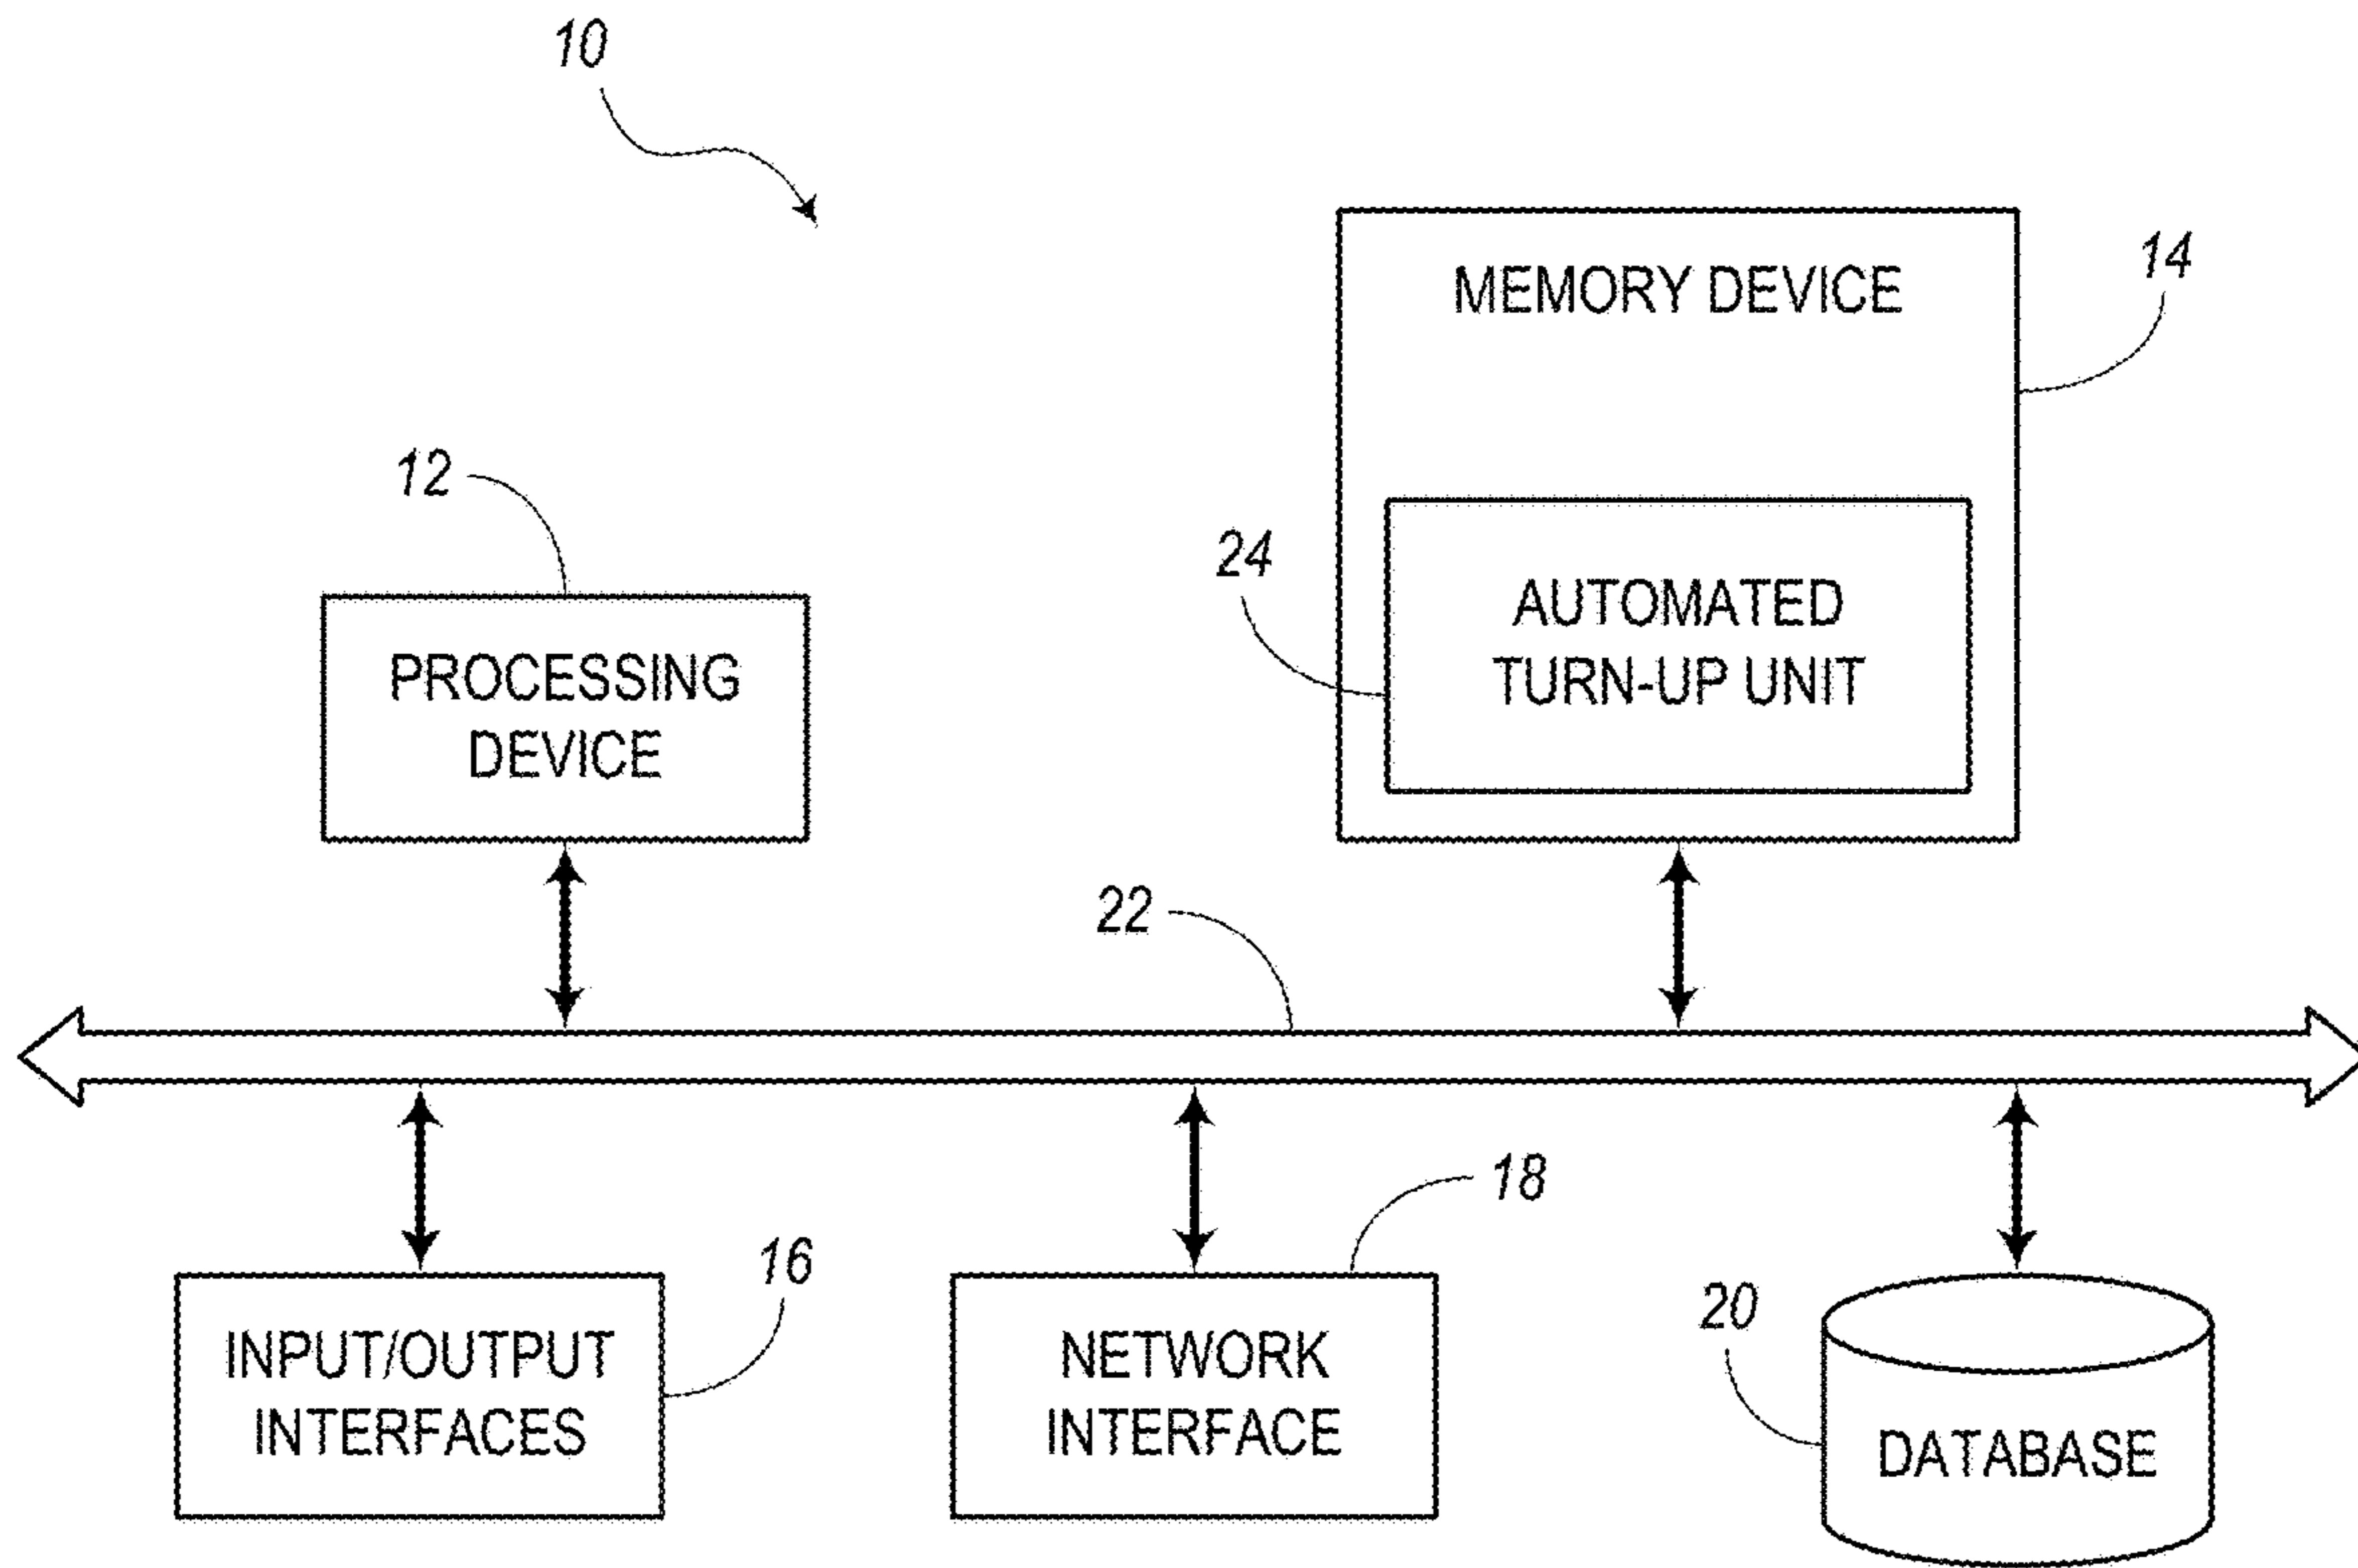 10
MEMORY DEVICE
14
12
24
AUTOMATED
TURN-UP UNIT
PROCESSING
DEVICE
22
18
16
20
INPUT/OUTPUT
INTERFACES
NETWORK
INTERFACE
DATABASE